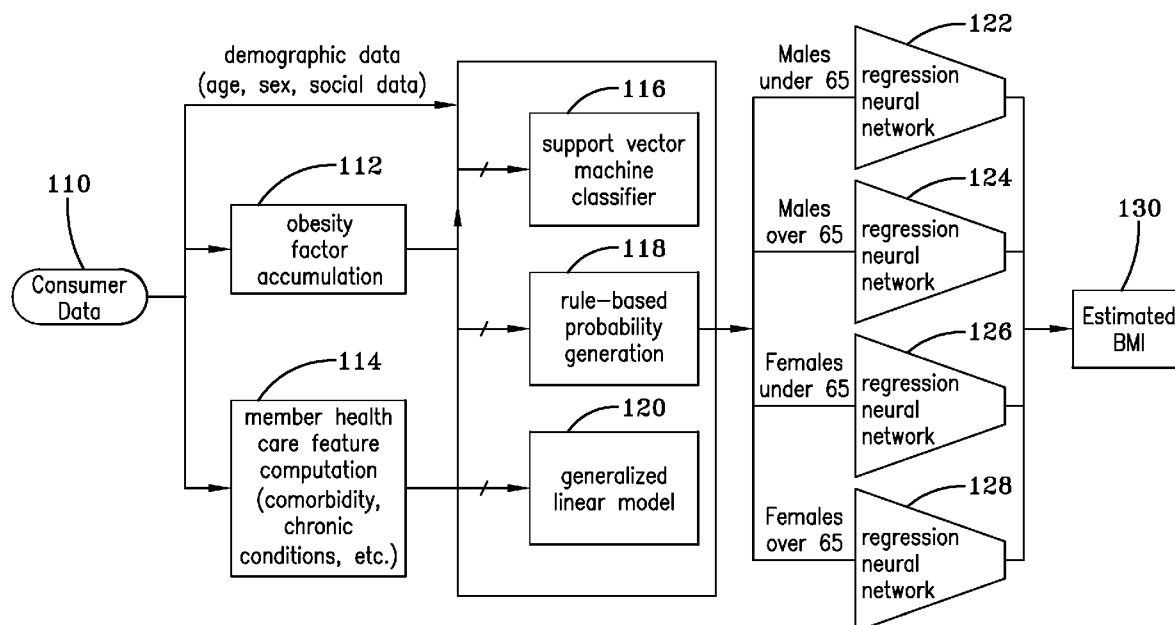 demographic data
(age, sex, social data)
110
Consumer
Data
112
obesity
factor
accumulation
114
member health
care feature
computation
(comorbidity,
chronic
conditions, etc.)
116
support vector
machine
classifier
118
rule-based
probability
generation
120
generalized
linear model
Males
under 65
122
regression
neural
network
Males
over 65
124
regression
neural
network
Females
under 65
126
regression
neural
network
Females
over 65
128
regression
neural
network
130
Estimated
BMI